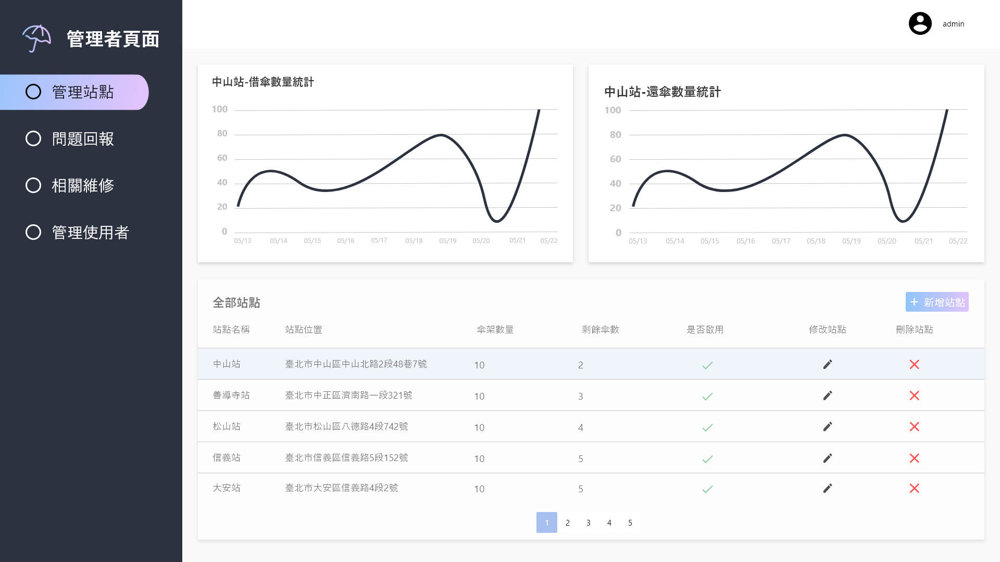 管理者頁面
管理站點
問題回報
相關維修
管理使用者
admin
中山站-借傘數量統計
100
80
60
40
20
0
05/13 05/14 05/15 05/16 05/17 05/18 05/19 05/20 05/21 05/22
中山站-還傘數量統計
100
80
60
40
20
0
05/13 05/14 05/15 05/16 05/17 05/18 05/19 05/20 05/21 05/22
全部站點
+ 新增站點
站點名稱 站點位置 傘架數量 剩餘傘數 是否啟用 修改站點 刪除站點
中山站 臺北市中山區中山北路2段48巷7號 10 2
善導寺站 臺北市中正區濟南路一段321號 10 3
松山站 臺北市松山區八德路4段742號 10 4
信義站 臺北市信義區信義路5段152號 10 5
大安站 臺北市大安區信義路4段2號 10 5
1 2 3 4 5